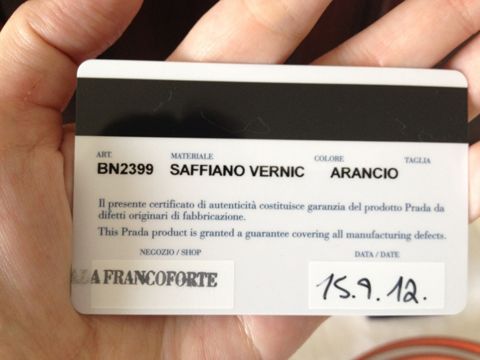 ART. MATERIALE COLORE TAGLIA
BN2399 SAFFIANO VERNIC ARANCIO
Il presente certificato di autenticità costituisce garanzia del prodotto Prada da
difetti originari di fabbricazione.
This Prada product is granted a guarantee covering all manufacturing defects.
NEGOZIO / SHOP DATA / DATE
A FRANCOFORTE 15.9.12.